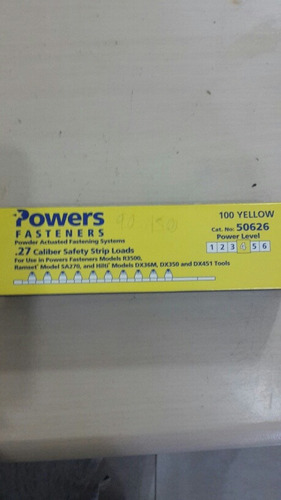 Powers
FASTENERS
Powder Actuated Fastening Systems
.27 Caliber Safety Strip Loads
For Use in Powers Fasteners Models R3500,
Ramset® Model SA270, and Hilti® Models DX36M, DX350 and DX451 Tools
100 YELLOW
Cat. No: 50626
Power Level
1 2 3 4 5 6